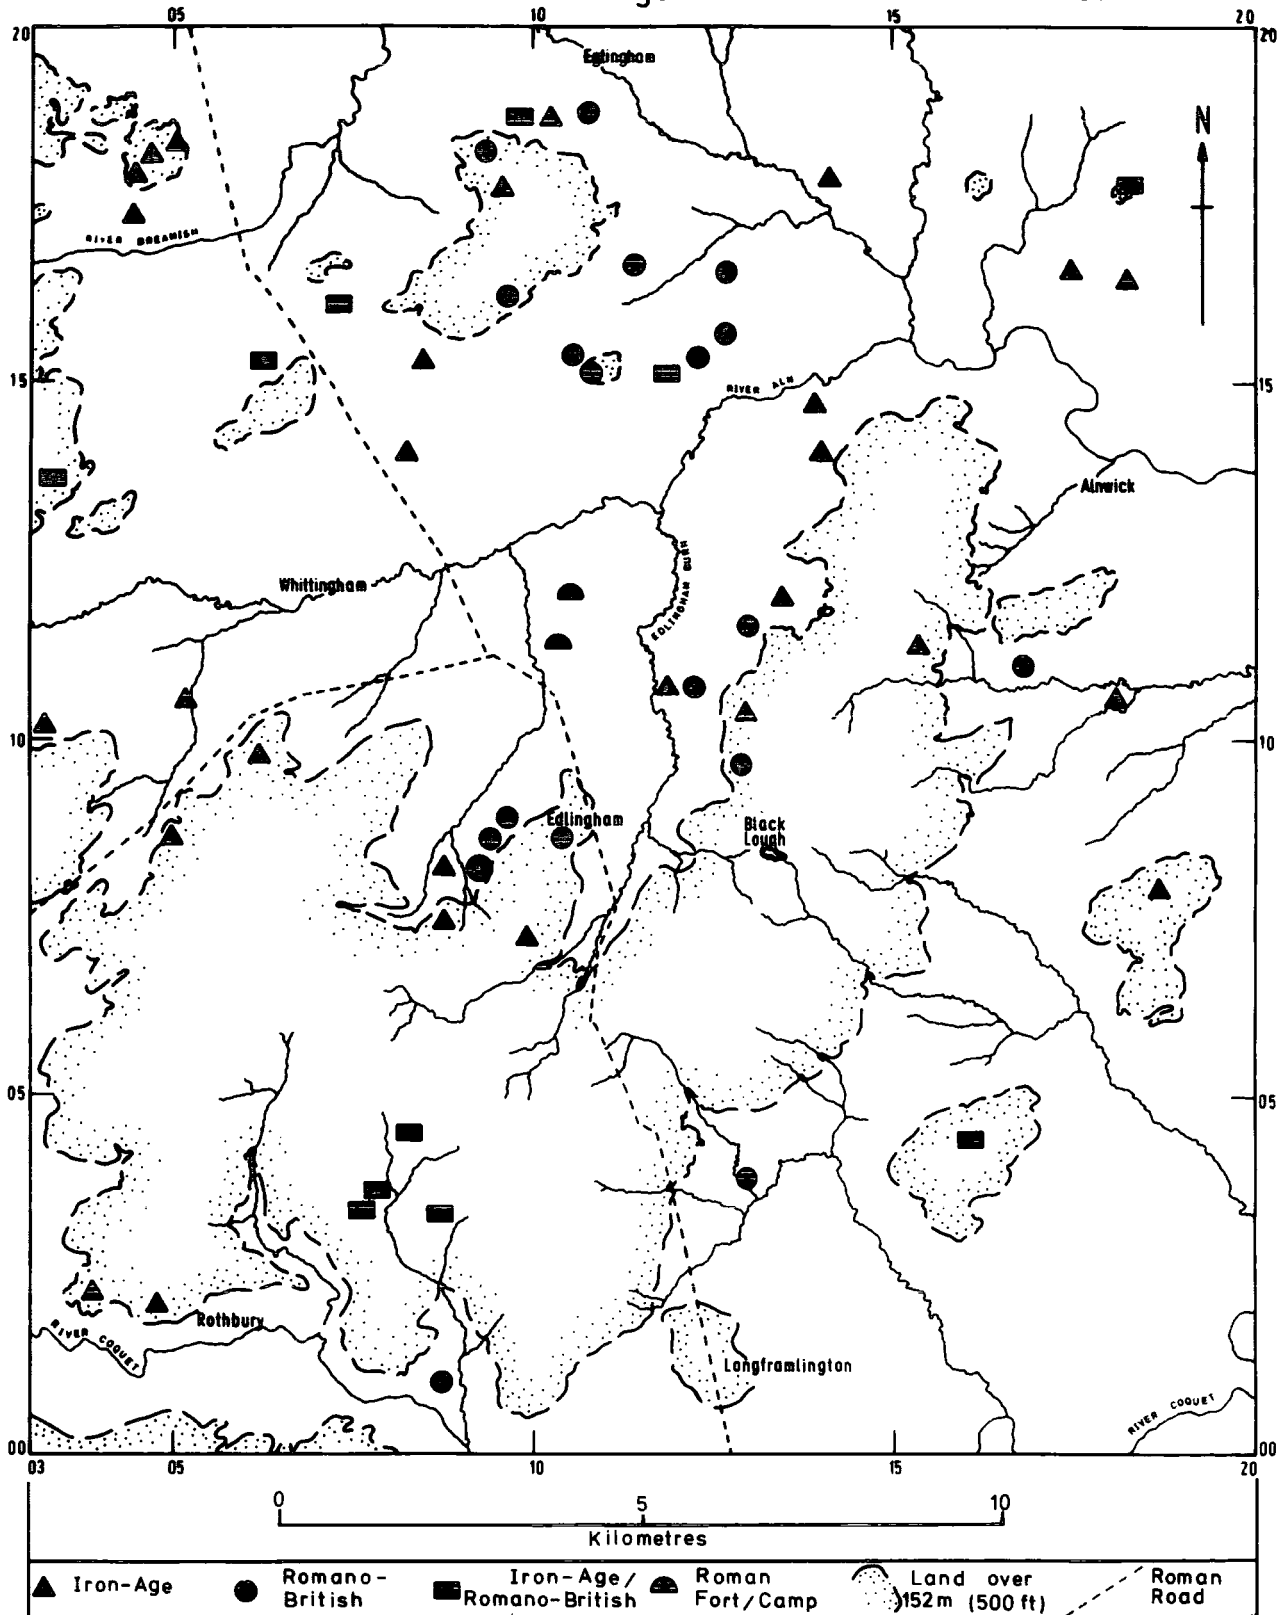 05 10 15 20
20 20
Eglingham
N
RIVER BREAMISH
15 15
RIVER ALN
Alnwick
EDLINGHAM BURN
Whittingham
10 10
Edlingham
Black
Lough
05 05
Rothbury
RIVER COQUET
Longframlington
RIVER COQUET
00 00
03 05 10 15 20
0 5 10
Kilometres
Iron-Age
Romano-
British
Iron-Age/
Romano-British
Roman
Fort/Camp
Land over
152m (500 ft)
Roman
Road